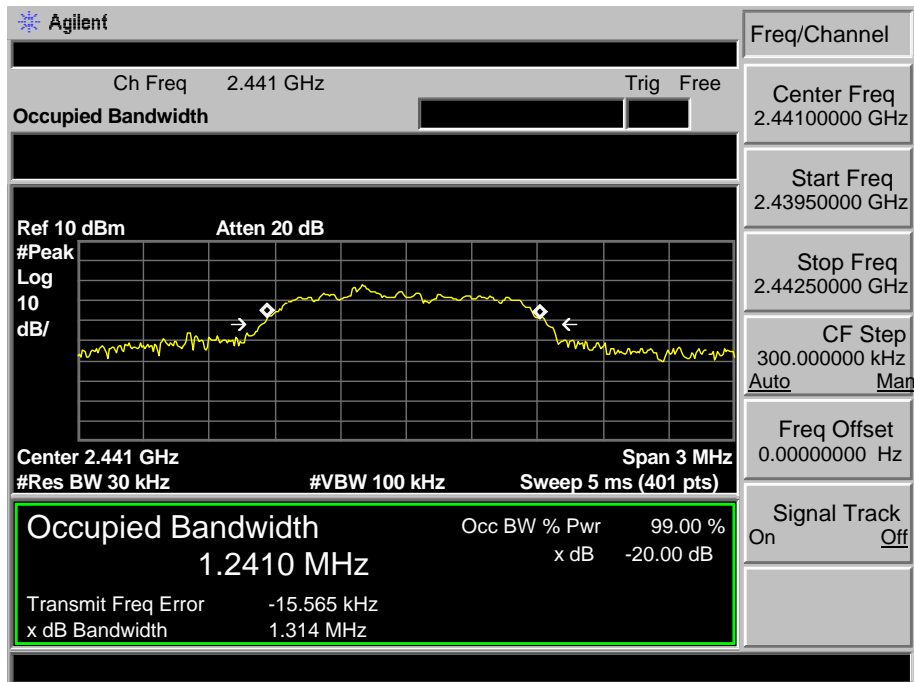 Agilent
Ch Freq 2.441 GHz Trig Free
Occupied Bandwidth
Ref 10 dBm Atten 20 dB
#Peak
Log
10
dB/
Center 2.441 GHz Span 3 MHz
#Res BW 30 kHz #VBW 100 kHz Sweep 5 ms (401 pts)
Occupied Bandwidth
1.2410 MHz
Occ BW % Pwr 99.00 %
x dB -20.00 dB
Transmit Freq Error -15.565 kHz
x dB Bandwidth 1.314 MHz
Freq/Channel
Center Freq
2.44100000 GHz
Start Freq
2.43950000 GHz
Stop Freq
2.44250000 GHz
CF Step
300.000000 kHz
Auto Man
Freq Offset
0.00000000 Hz
Signal Track
On Off